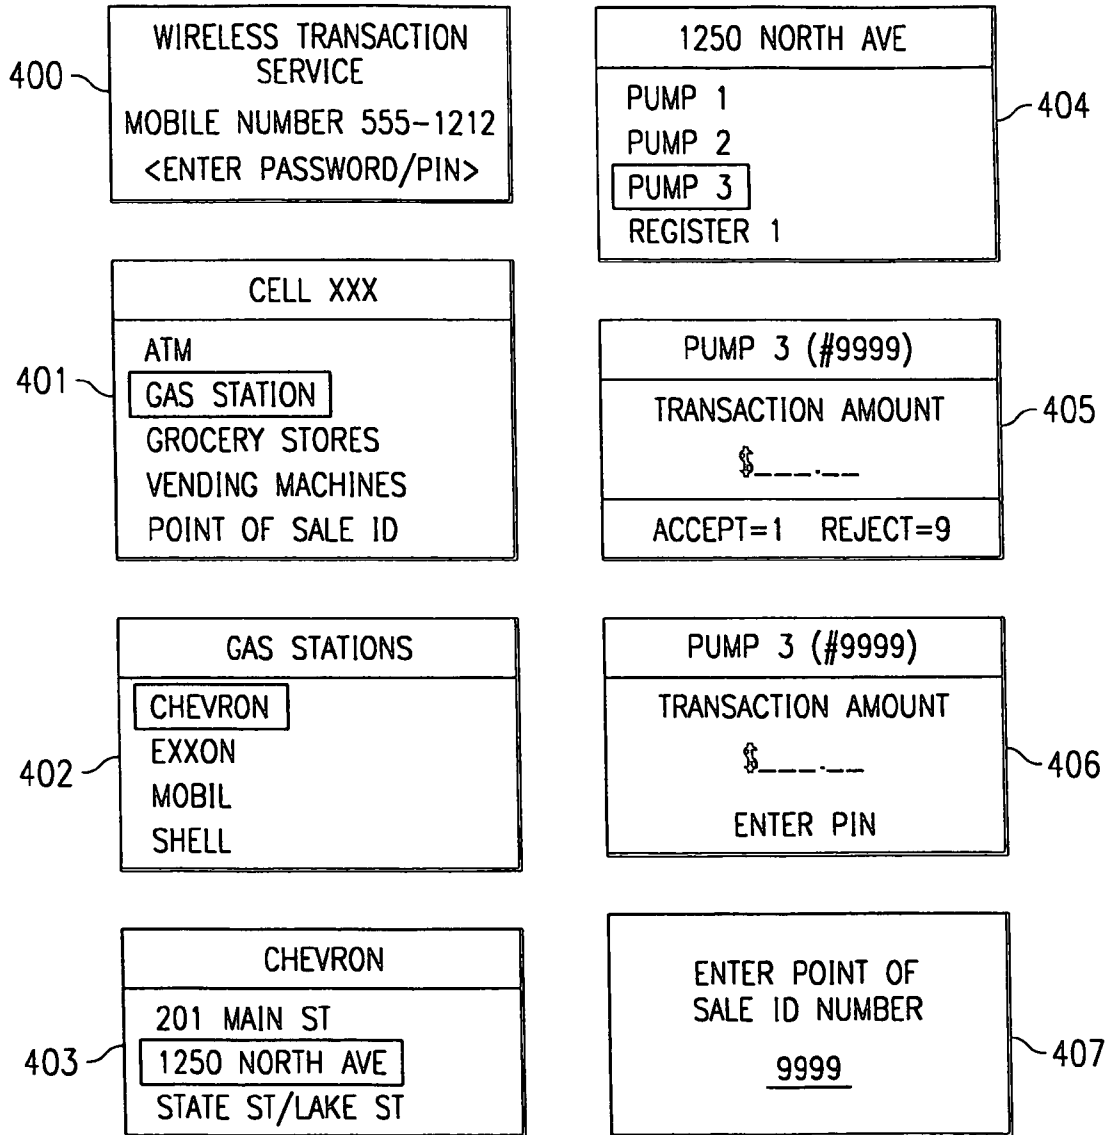 400
WIRELESS TRANSACTION
SERVICE
MOBILE NUMBER 555-1212
<ENTER PASSWORD/PIN>
401
CELL XXX
ATM
GAS STATION
GROCERY STORES
VENDING MACHINES
POINT OF SALE ID
402
GAS STATIONS
CHEVRON
EXXON
MOBIL
SHELL
403
CHEVRON
201 MAIN ST
1250 NORTH AVE
STATE ST/LAKE ST
1250 NORTH AVE
PUMP 1
PUMP 2
PUMP 3
REGISTER 1
404
PUMP 3 (#9999)
TRANSACTION AMOUNT
$___.__
ACCEPT=1 REJECT=9
405
PUMP 3 (#9999)
TRANSACTION AMOUNT
$___.__
ENTER PIN
406
ENTER POINT OF
SALE ID NUMBER
9999
407